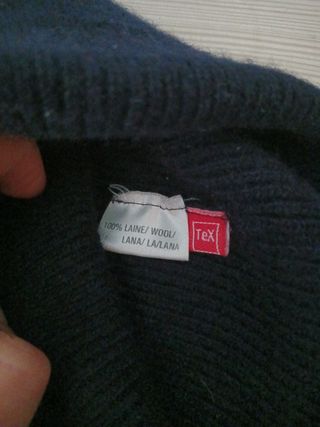 100% LAINE/ WOOL/
LANA/ LA/LANA
TeX